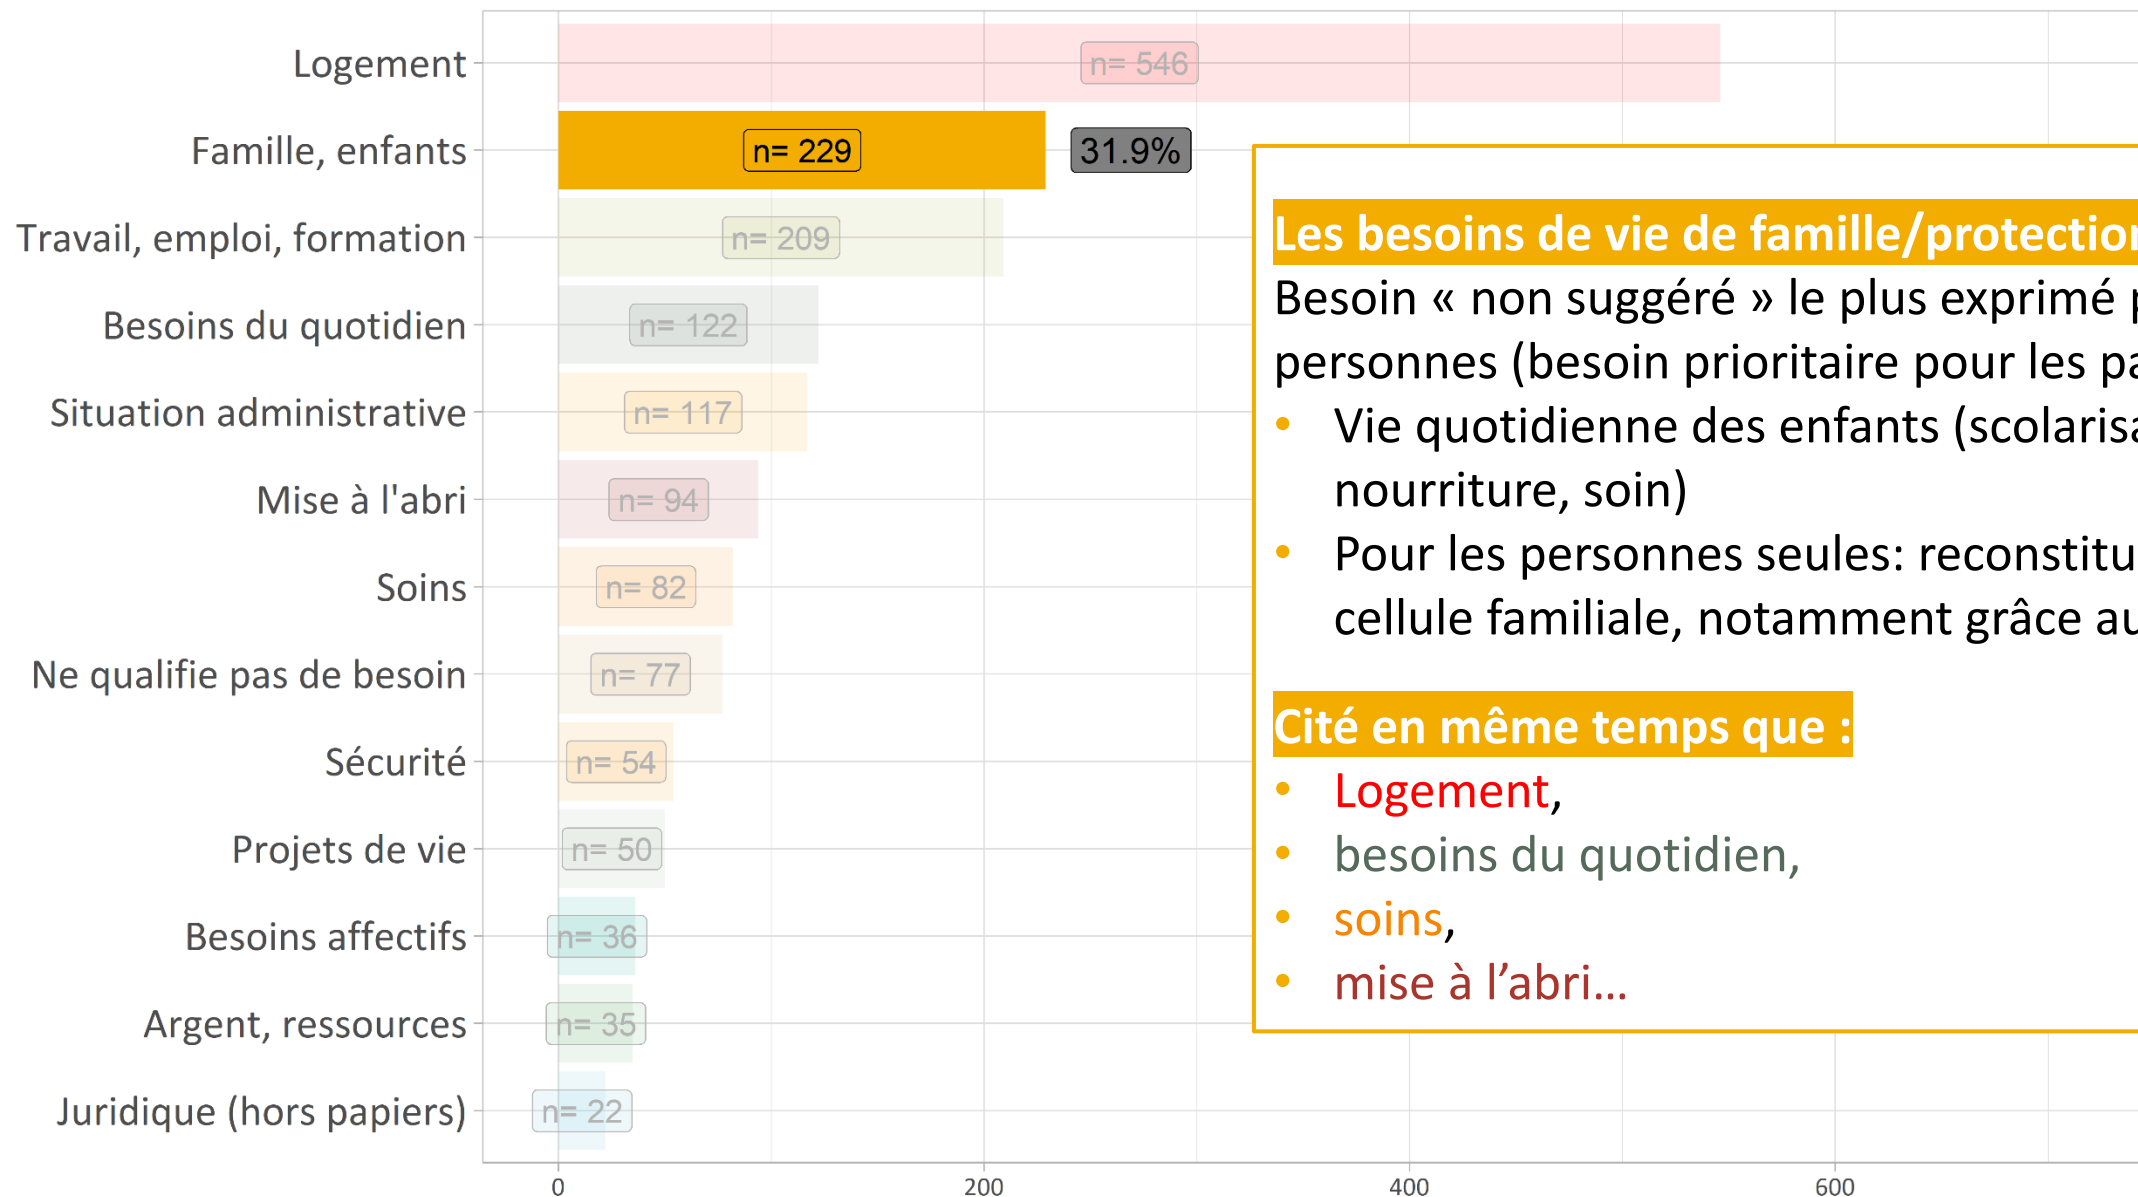 Logement
n= 546
Famille, enfants
n= 229
31.9%
Travail, emploi, formation
n= 209
Besoins du quotidien
n= 122
Situation administrative
n= 117
Mise à l'abri
n= 94
Soins
n= 82
Ne qualifie pas de besoin
n= 77
Sécurité
n= 54
Projets de vie
n= 50
Besoins affectifs
n= 36
Argent, ressources
n= 35
Juridique (hors papiers)
n= 22
0
200
400
600
Les besoins de vie de famille/protection
Besoin « non suggéré » le plus exprimé
personnes (besoin prioritaire pour les
• Vie quotidienne des enfants
nourriture, soin)
• Pour les personnes seules:
cellule familiale, notamment grâce
Cité en même temps que :
• Logement,
• besoins du quotidien,
• soins,
• mise à l’abri...